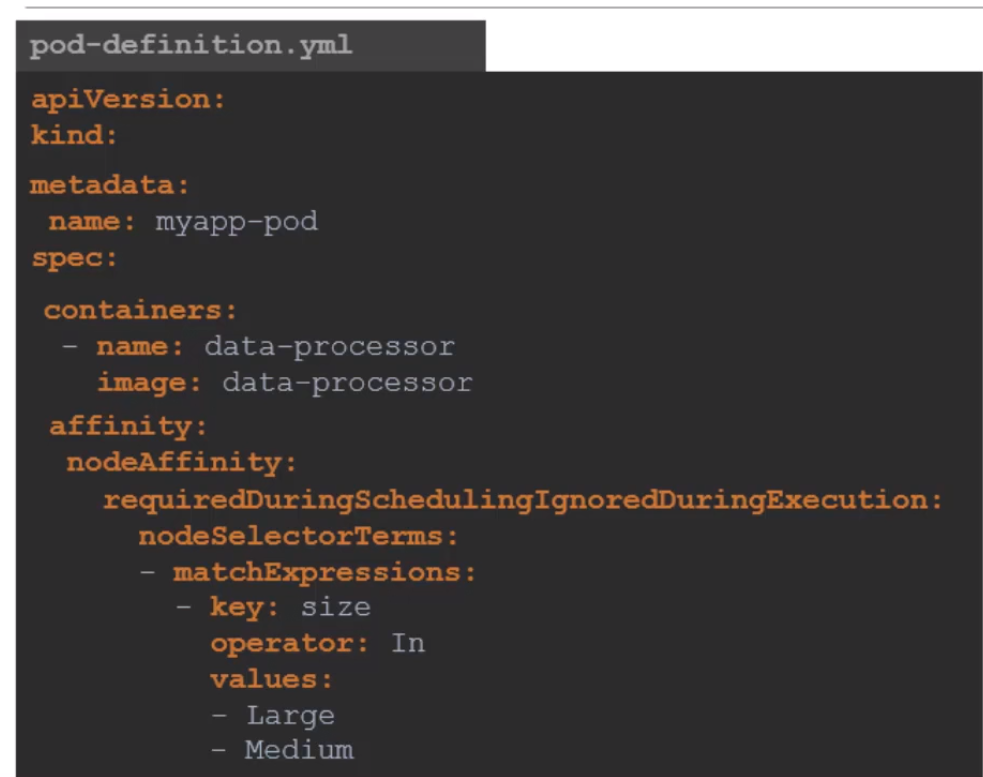 pod-definition.yml
apiVersion:
kind:
metadata:
name: myapp-pod
spec:
containers:
- name: data-processor
image: data-processor
affinity:
nodeAffinity:
requiredDuringSchedulingIgnoredDuringExecution:
nodeSelectorTerms:
- matchExpressions:
- key: size
operator: In
values:
- Large
- Medium